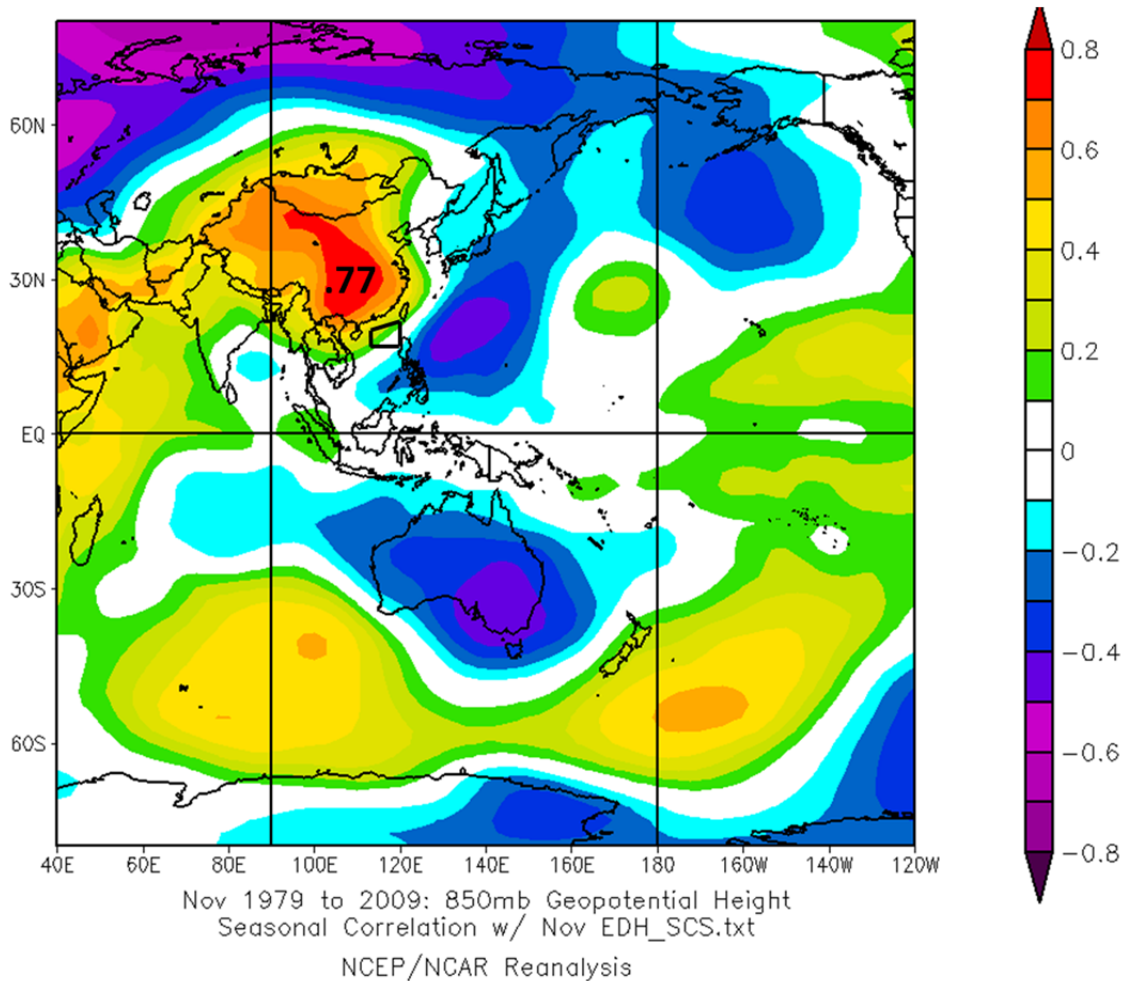 0.8
60N
0.6
0.4
.77
30N
0.2
EQ
0
-0.2
30S
-0.4
60S
-0.6
-0.8
40E 60E 80E 100E 120E 140E 160E 180 160W 140W 120W
Nov 1979 to 2009: 850mb Geopotential Height
Seasonal Correlation w/ Nov EDH_SCS.txt
NCEP/NCAR Reanalysis